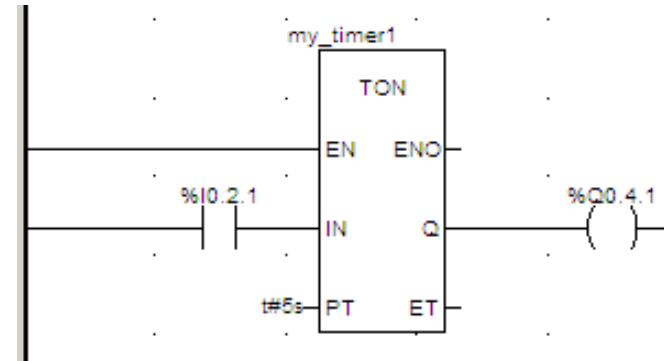 my_timer1
TON
EN ENO
%I0.2.1 %Q0.4.1
IN Q
t#5s PT ET